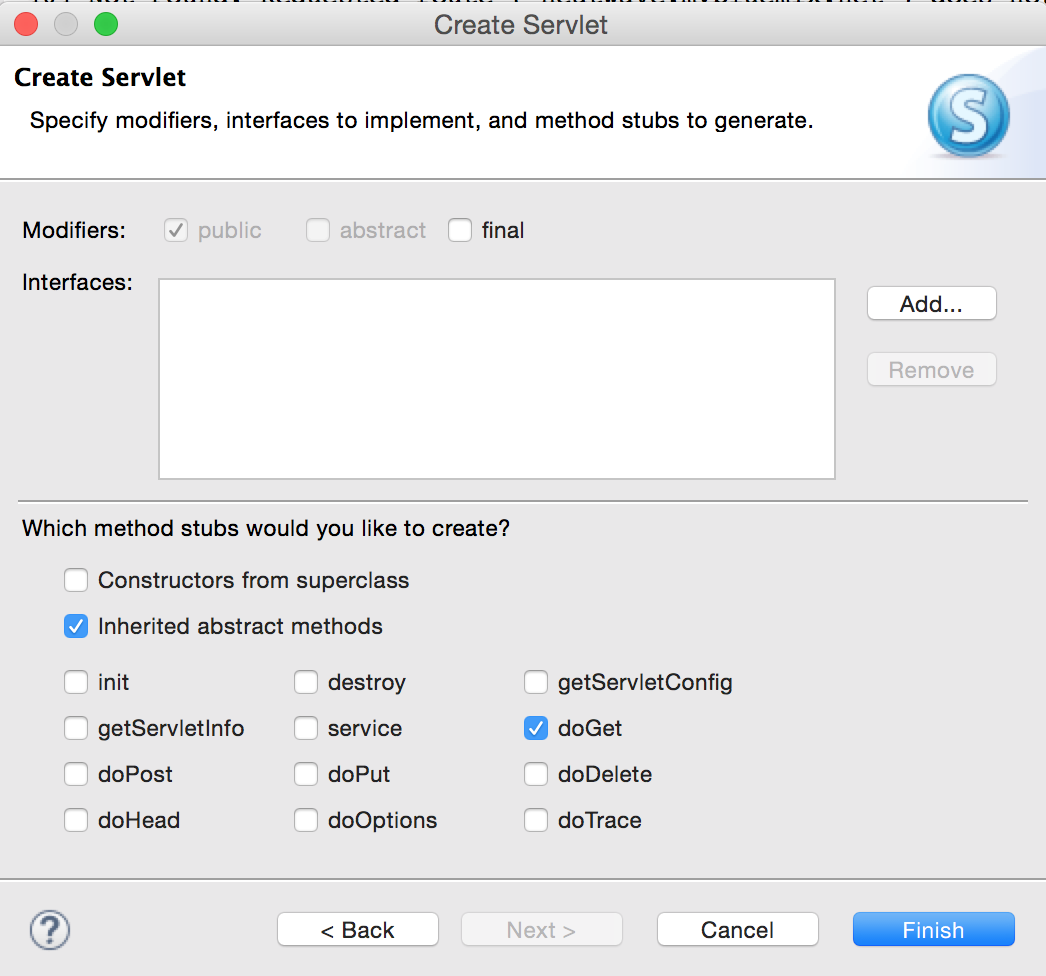 Create Servlet
Create Servlet
Specify modifiers, interfaces to implement, and method stubs to generate.
S
Modifiers: public abstract final
Interfaces:
Add...
Remove
Which method stubs would you like to create?
Constructors from superclass
Inherited abstract methods
init destroy getServletConfig
getServletInfo service doGet
doPost doPut doDelete
doHead doOptions doTrace
? < Back Next > Cancel Finish